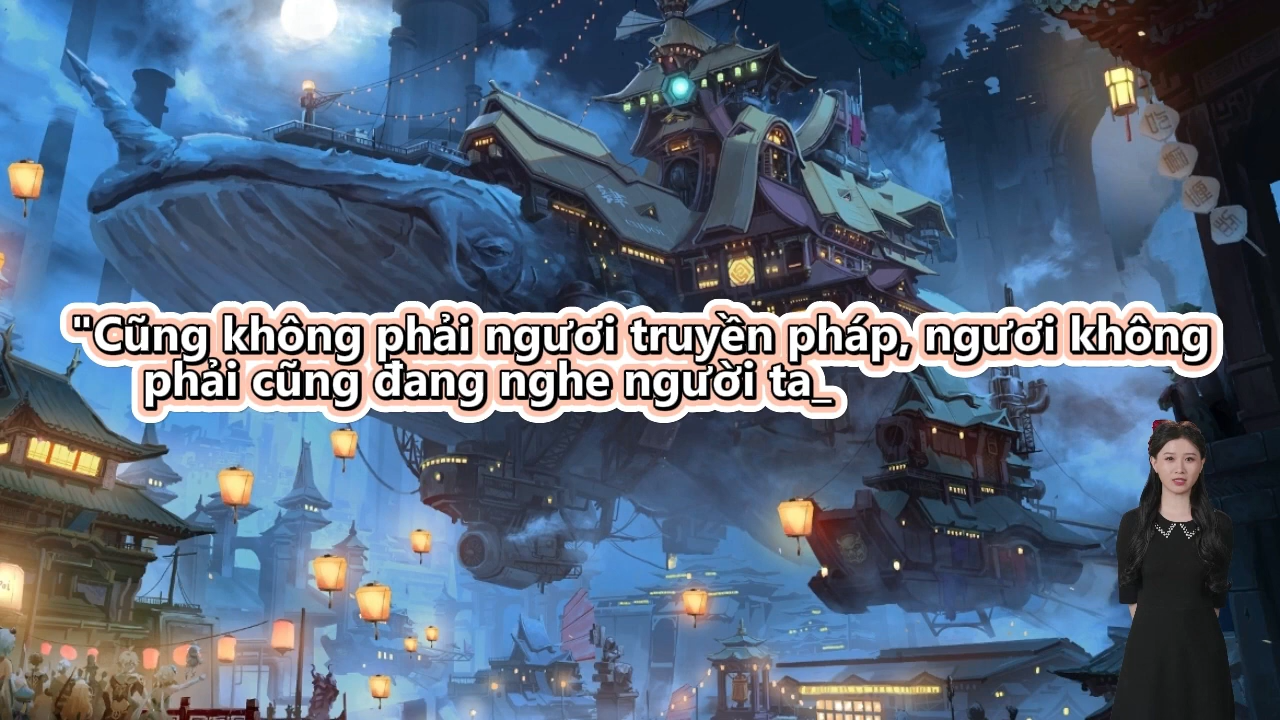 "Cũng không phải ngươi truyền pháp, ngươi không
phải cũng đang nghe người ta_